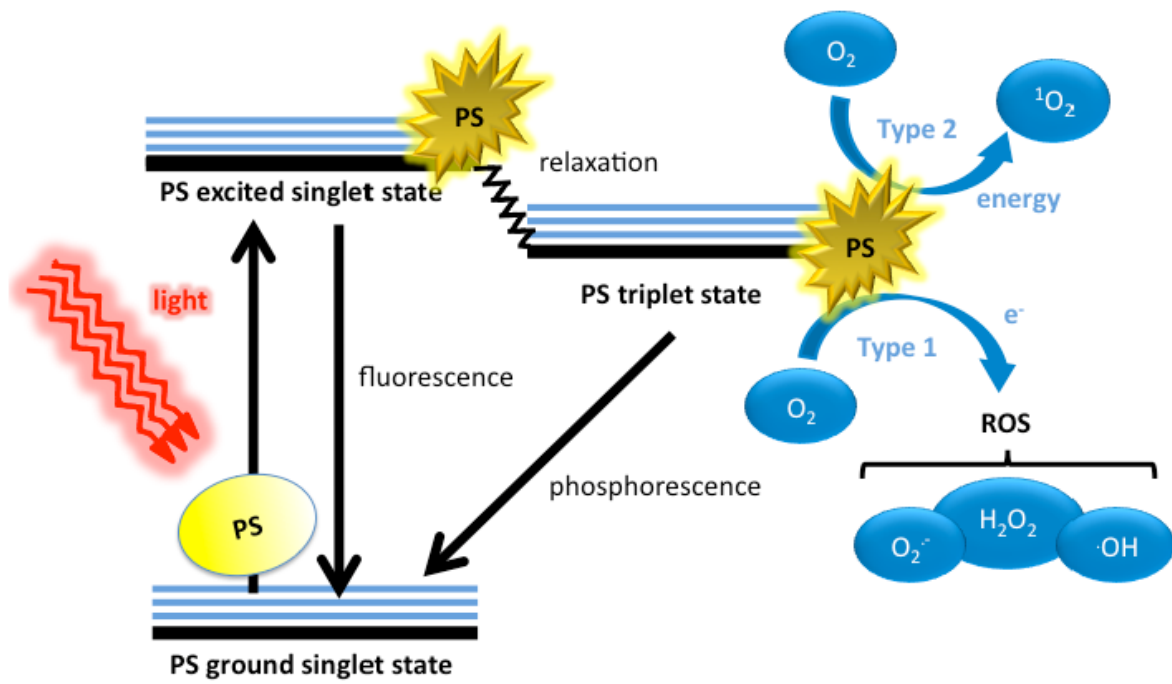 O₂
PS
¹O₂
Type 2
relaxation
PS excited singlet state
energy
PS
light
PS triplet state
e⁻
Type 1
fluorescence
O₂
ROS
phosphorescence
PS
H₂O₂
O₂·⁻
·OH
PS ground singlet state